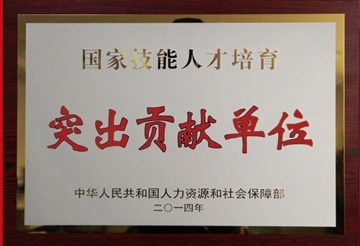 国家技能人才培育
突出贡献单位
中华人民共和国人力资源和社会保障部
二〇一四年